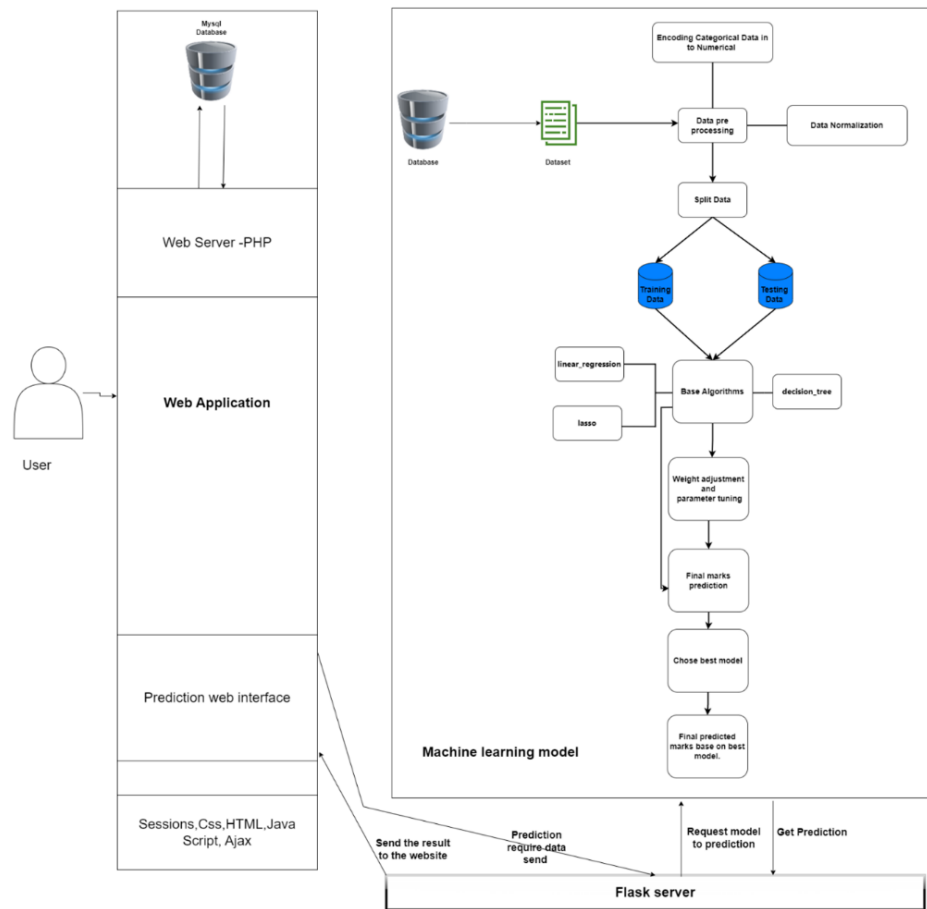 Mysql
Database
Web Server -PHP
Web Application
User
Prediction web interface
Sessions,Css,HTML,Java
Script, Ajax
Encoding Categorical Data in
to Numerical
Database
Dataset
Data pre
processing
Data Normalization
Split Data
Training
Data
Testing
Data
linear_regression
lasso
Base Algorithms
decision_tree
Weight adjustment
and
parameter tuning
Final marks
prediction
Chose best model
Final predicted
marks base on best
model.
Machine learning model
Send the result
to the website
Prediction
require data
send
Request model
to prediction
Get Prediction
Flask server